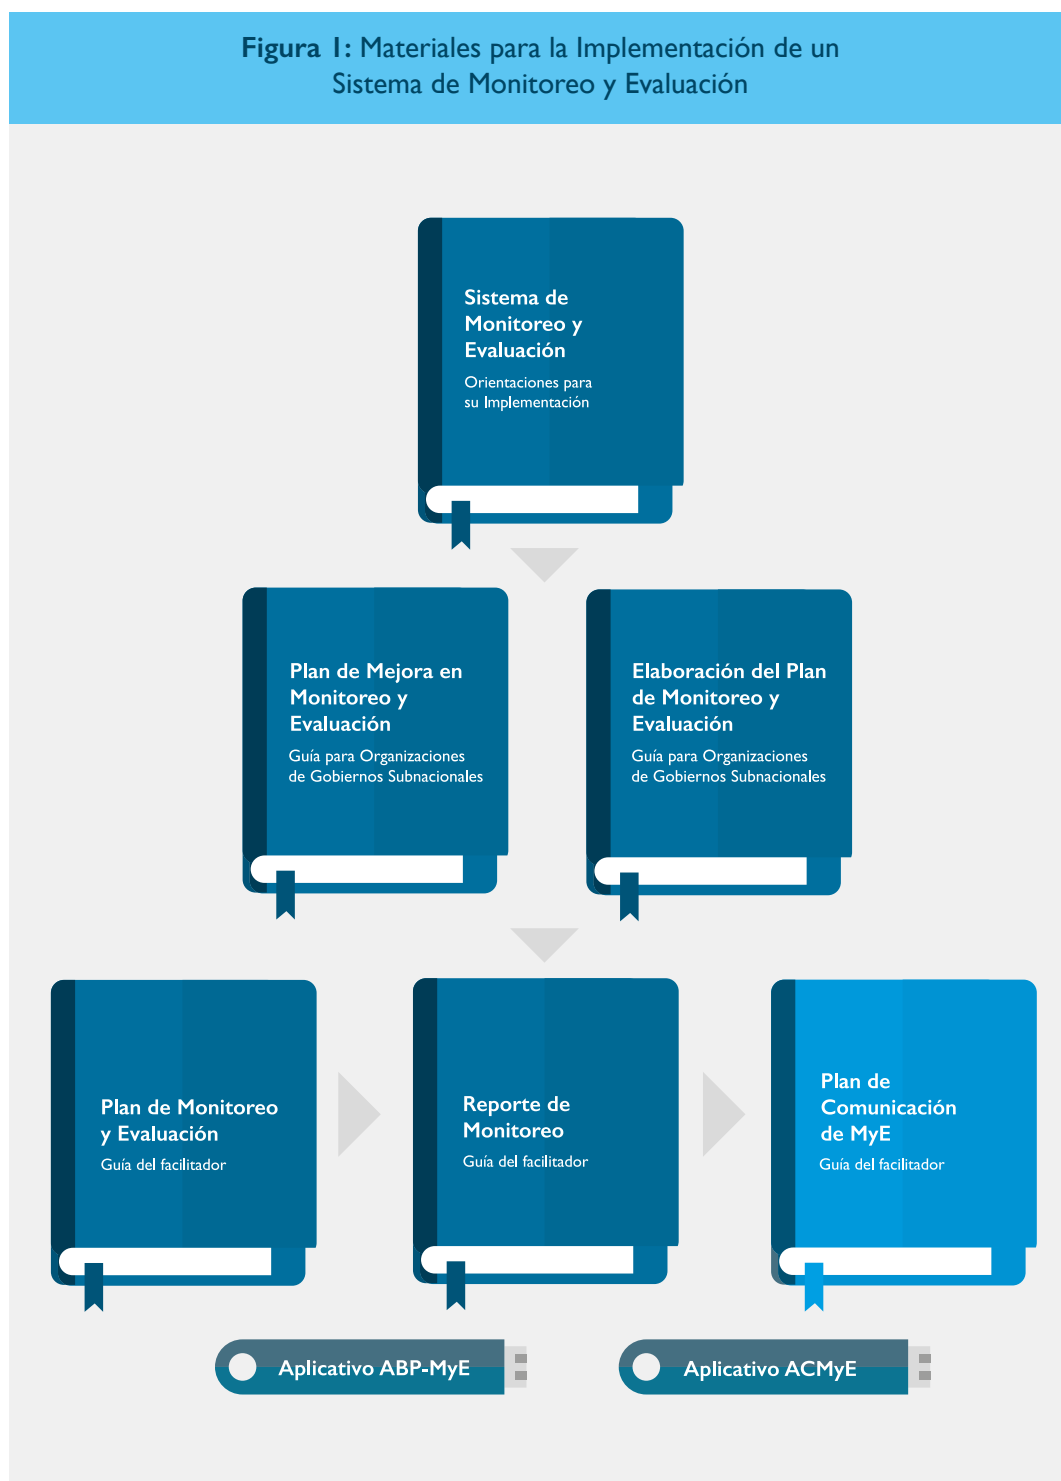 Figura 1: Materiales para la Implementación de un
Sistema de Monitoreo y Evaluación
Sistema de
Monitoreo y
Evaluación
Orientaciones para
su Implementación
Plan de Mejora en
Monitoreo y
Evaluación
Guía para Organizaciones
de Gobiernos Subnacionales
Elaboración del Plan
de Monitoreo y
Evaluación
Guía para Organizaciones
de Gobiernos Subnacionales
Plan de Monitoreo
y Evaluación
Guía del facilitador
Reporte de
Monitoreo
Guía del facilitador
Plan de
Comunicación
de MyE
Guía del facilitador
Aplicativo ABP-MyE
Aplicativo ACMyE